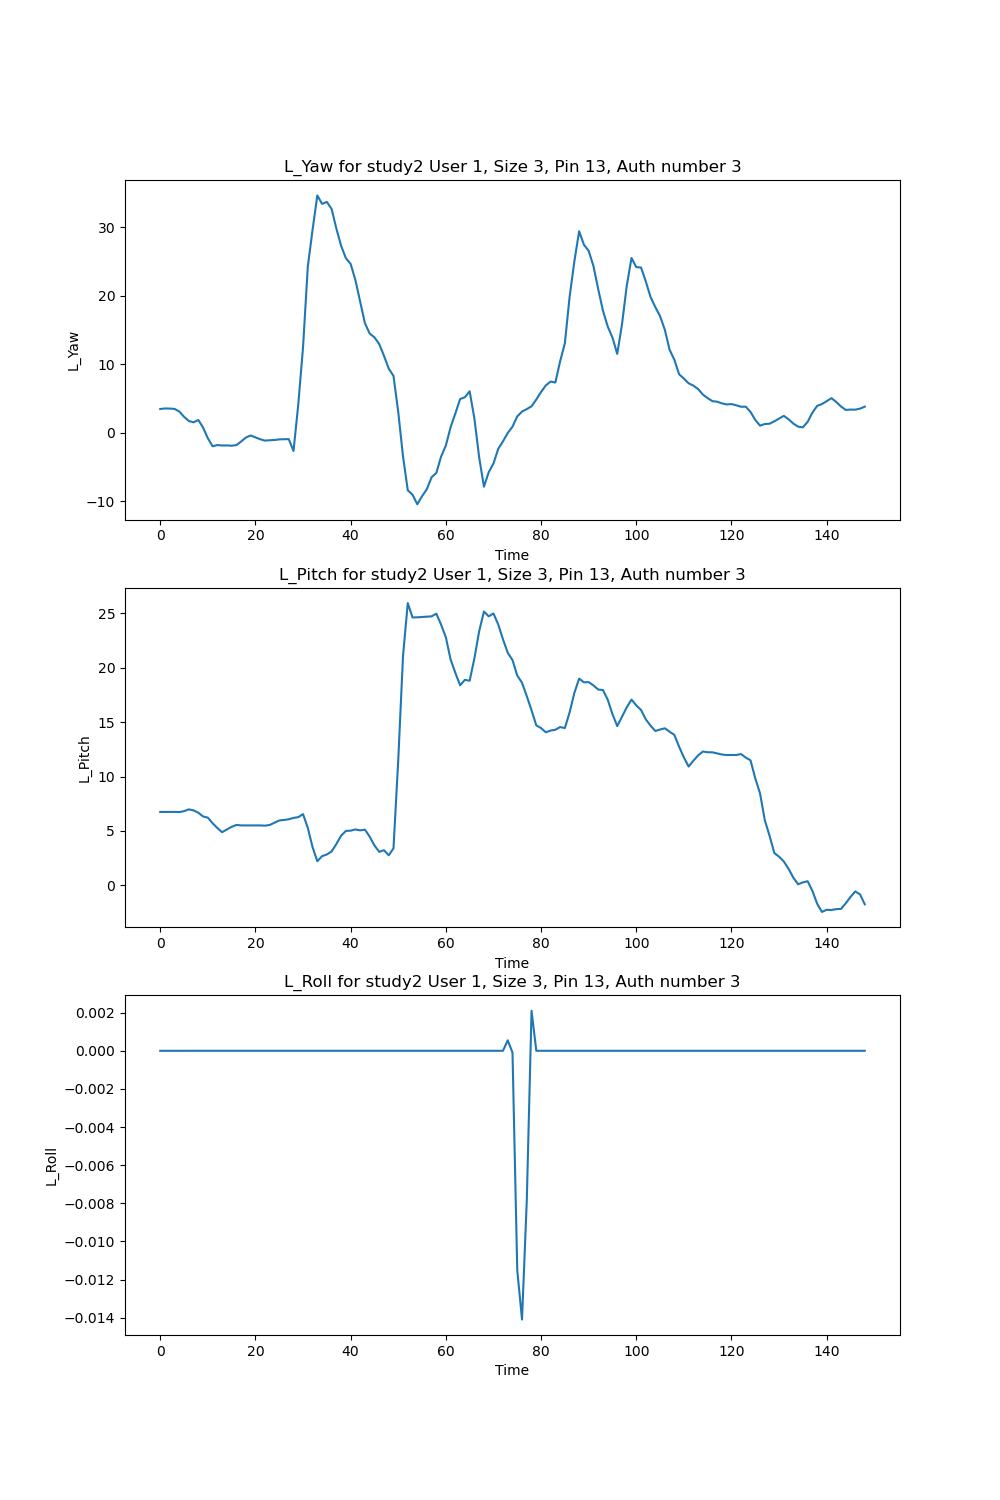 L_Yaw for study2 User 1, Size 3, Pin 13, Auth number 3
30
20
10
0
−10
L_Yaw
0 20 40 60 80 100 120 140
Time
L_Pitch for study2 User 1, Size 3, Pin 13, Auth number 3
25
20
15
10
5
0
L_Pitch
0 20 40 60 80 100 120 140
Time
L_Roll for study2 User 1, Size 3, Pin 13, Auth number 3
0.002
0.000
−0.002
−0.004
−0.006
−0.008
−0.010
−0.012
−0.014
L_Roll
0 20 40 60 80 100 120 140
Time